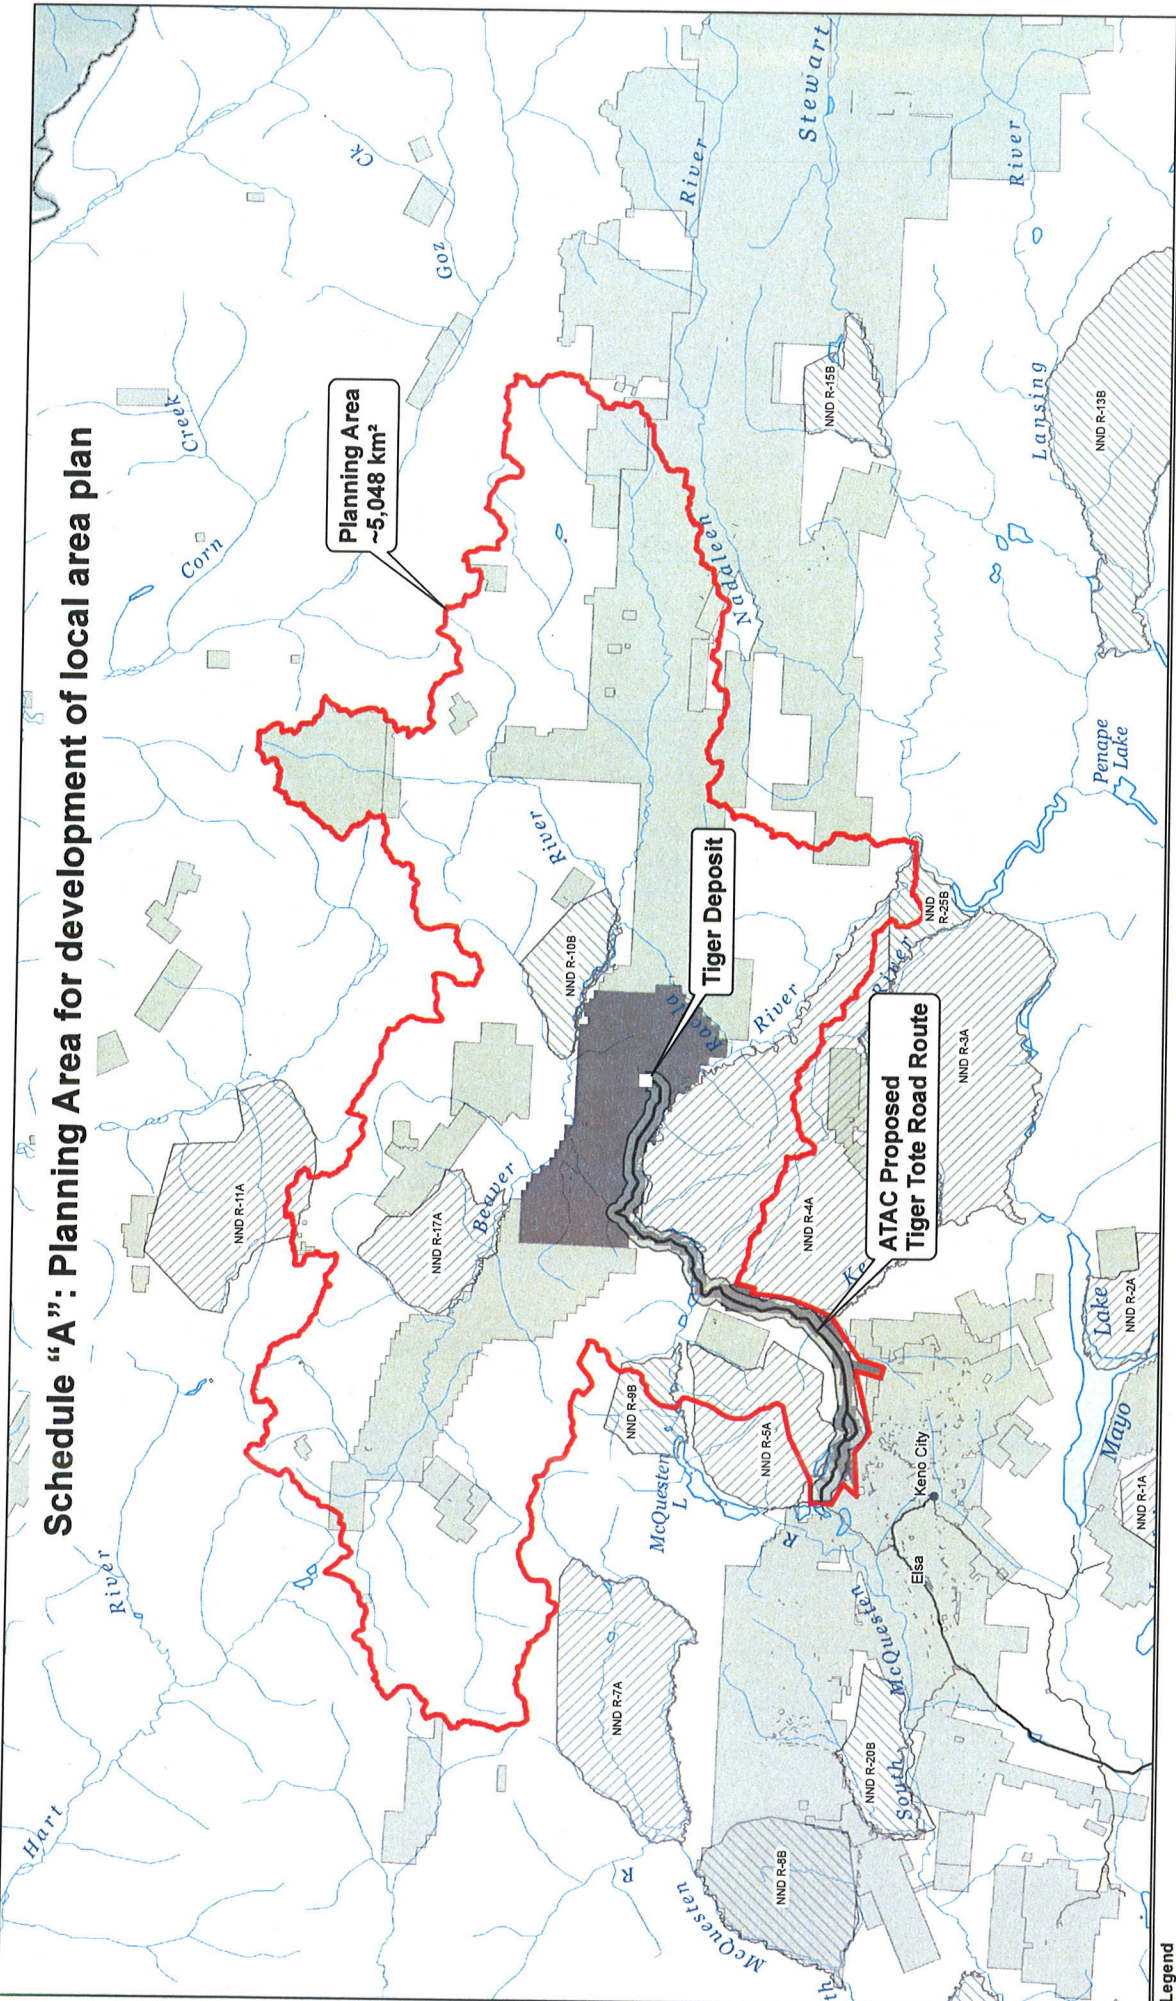 Schedule “A”: Planning Area for development of local area plan
Hart
River
Corn
Creek
Goz
Ck
Planning Area
~5,048 km²
NND R-11A
NND R-17A
Beaver
River
NND R-10B
Tiger Deposit
Rackla
River
Nadaleen
River
Stewart
River
Lansing
NND R-15B
NND R-13B
NND R-7A
NND R-9B
McQuesten
L
NND R-5A
R
NND R-4A
Ke
River
NND
R-25B
ATAC Proposed
Tiger Tote Road Route
NND R-3A
Penape
Lake
R
McQuesten
th
NND R-8B
NND R-20B
South
McQuesten
Elsa
Keno City
Mayo
Lake
NND R-2A
NND R-1A
Legend